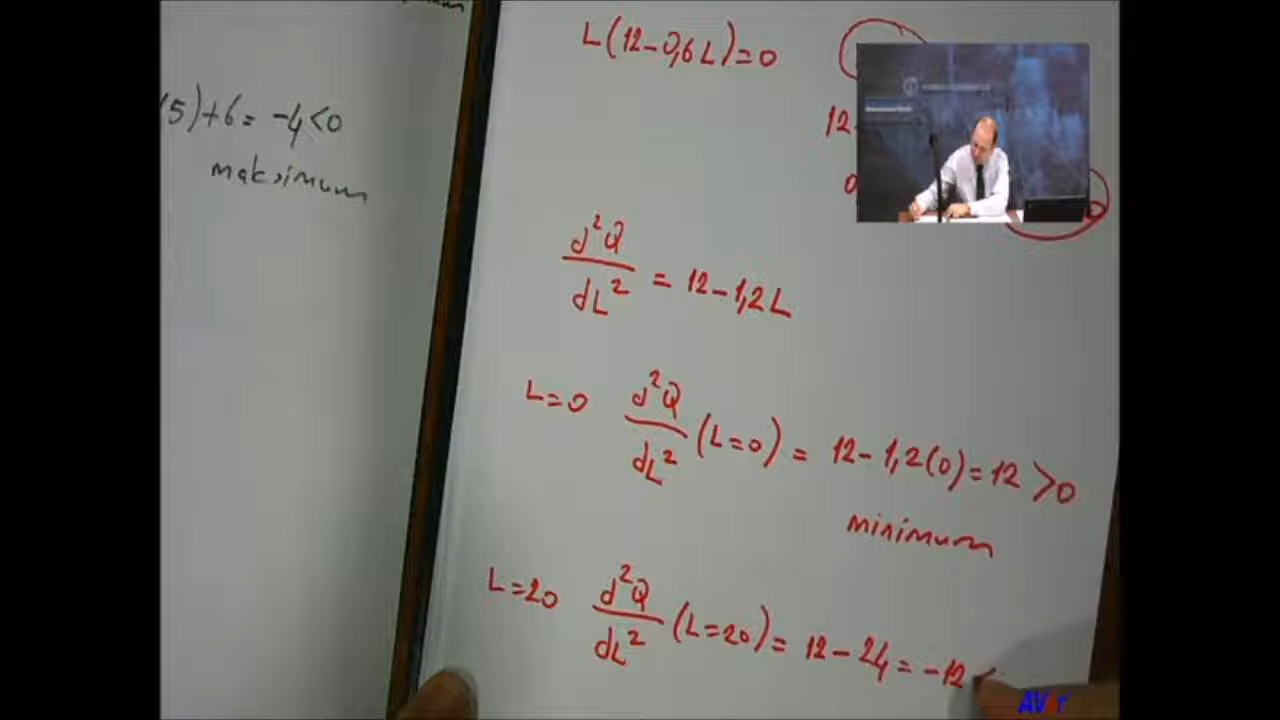 L(12-0,6L)=0
5)+6= -4<0
maksimum
12
0
d²Q/dL² = 12-1,2L
L=0 d²Q/dL² (L=0) = 12-1,2(0)=12 >0
minimum
L=20 d²Q/dL² (L=20)= 12-24= -12 <
AV